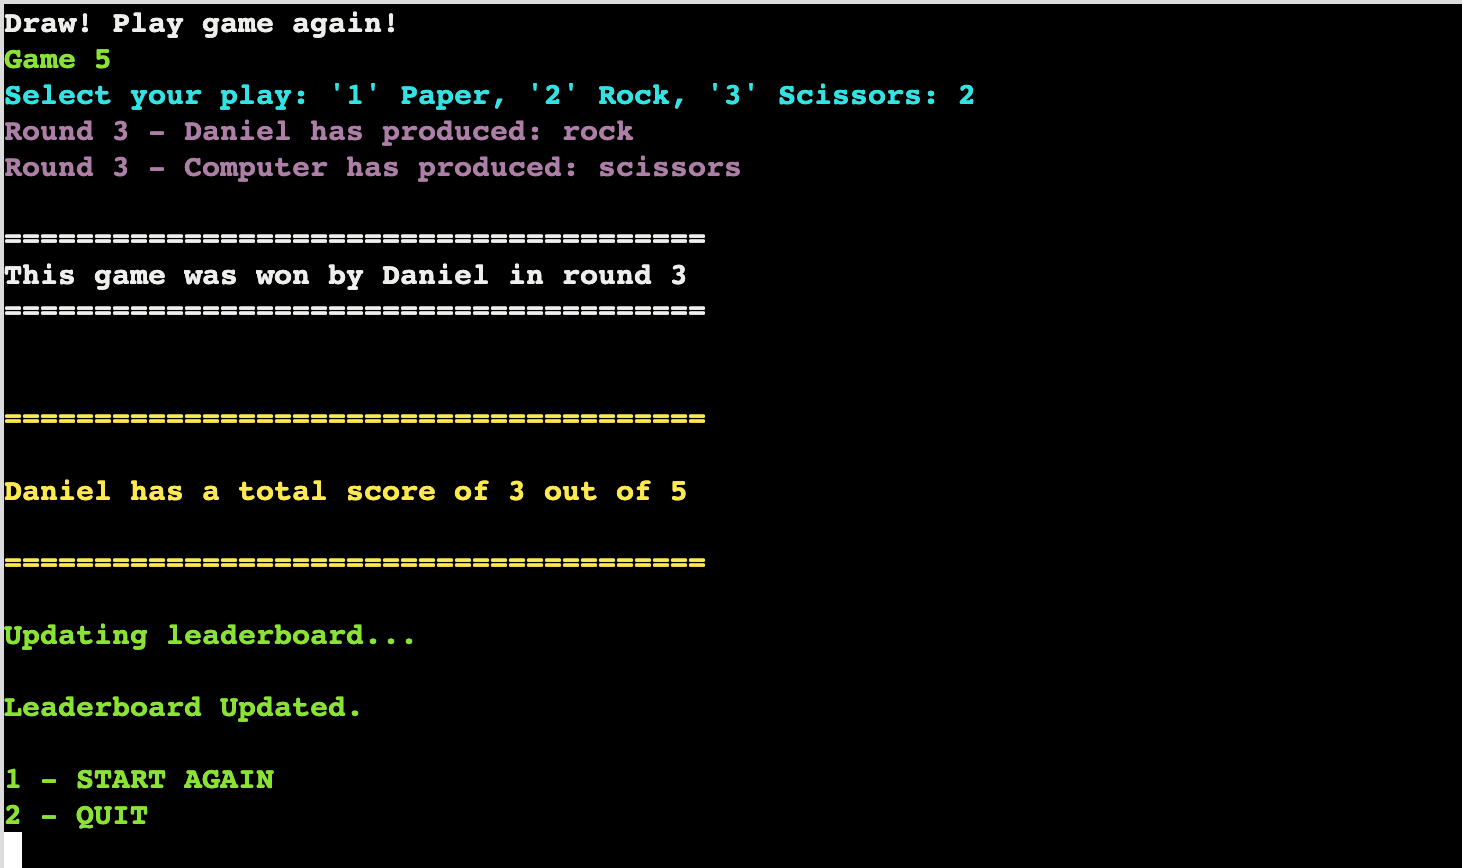 Draw! Play game again!
Game 5
Select your play: '1' Paper, '2' Rock, '3' Scissors: 2
Round 3 - Daniel has produced: rock
Round 3 - Computer has produced: scissors
=======================================
This game was won by Daniel in round 3
=======================================
=======================================
Daniel has a total score of 3 out of 5
=======================================
Updating leaderboard...
Leaderboard Updated.
1 - START AGAIN
2 - QUIT